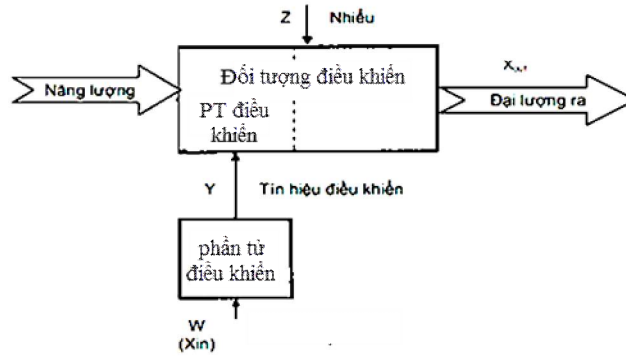 Z Nhiễu
Đối tượng điều khiển
Năng lượng
PT điều
khiển
Đại lượng ra
Y Tín hiệu điều khiển
phần tử
điều khiển
W
(Xin)